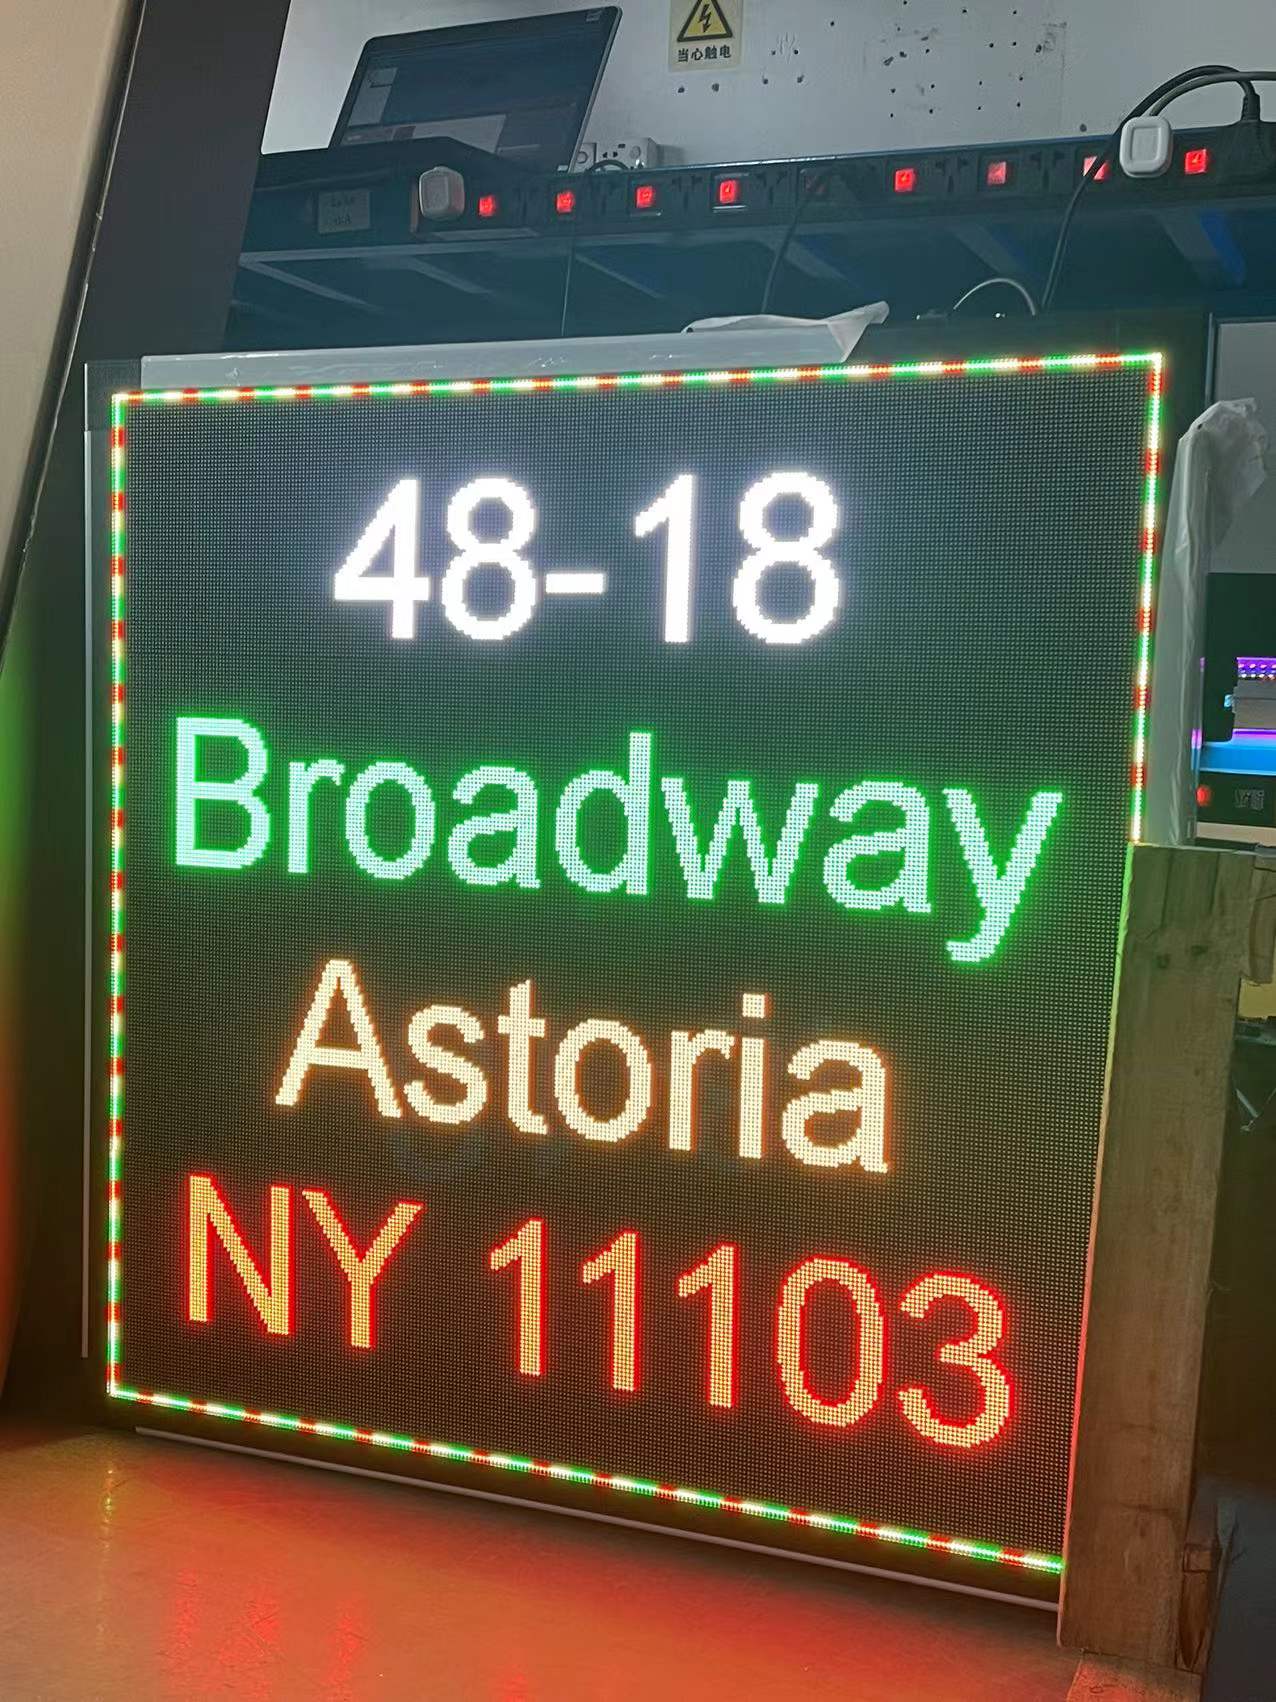 当心触电
48-18
Broadway
Astoria
NY 11103